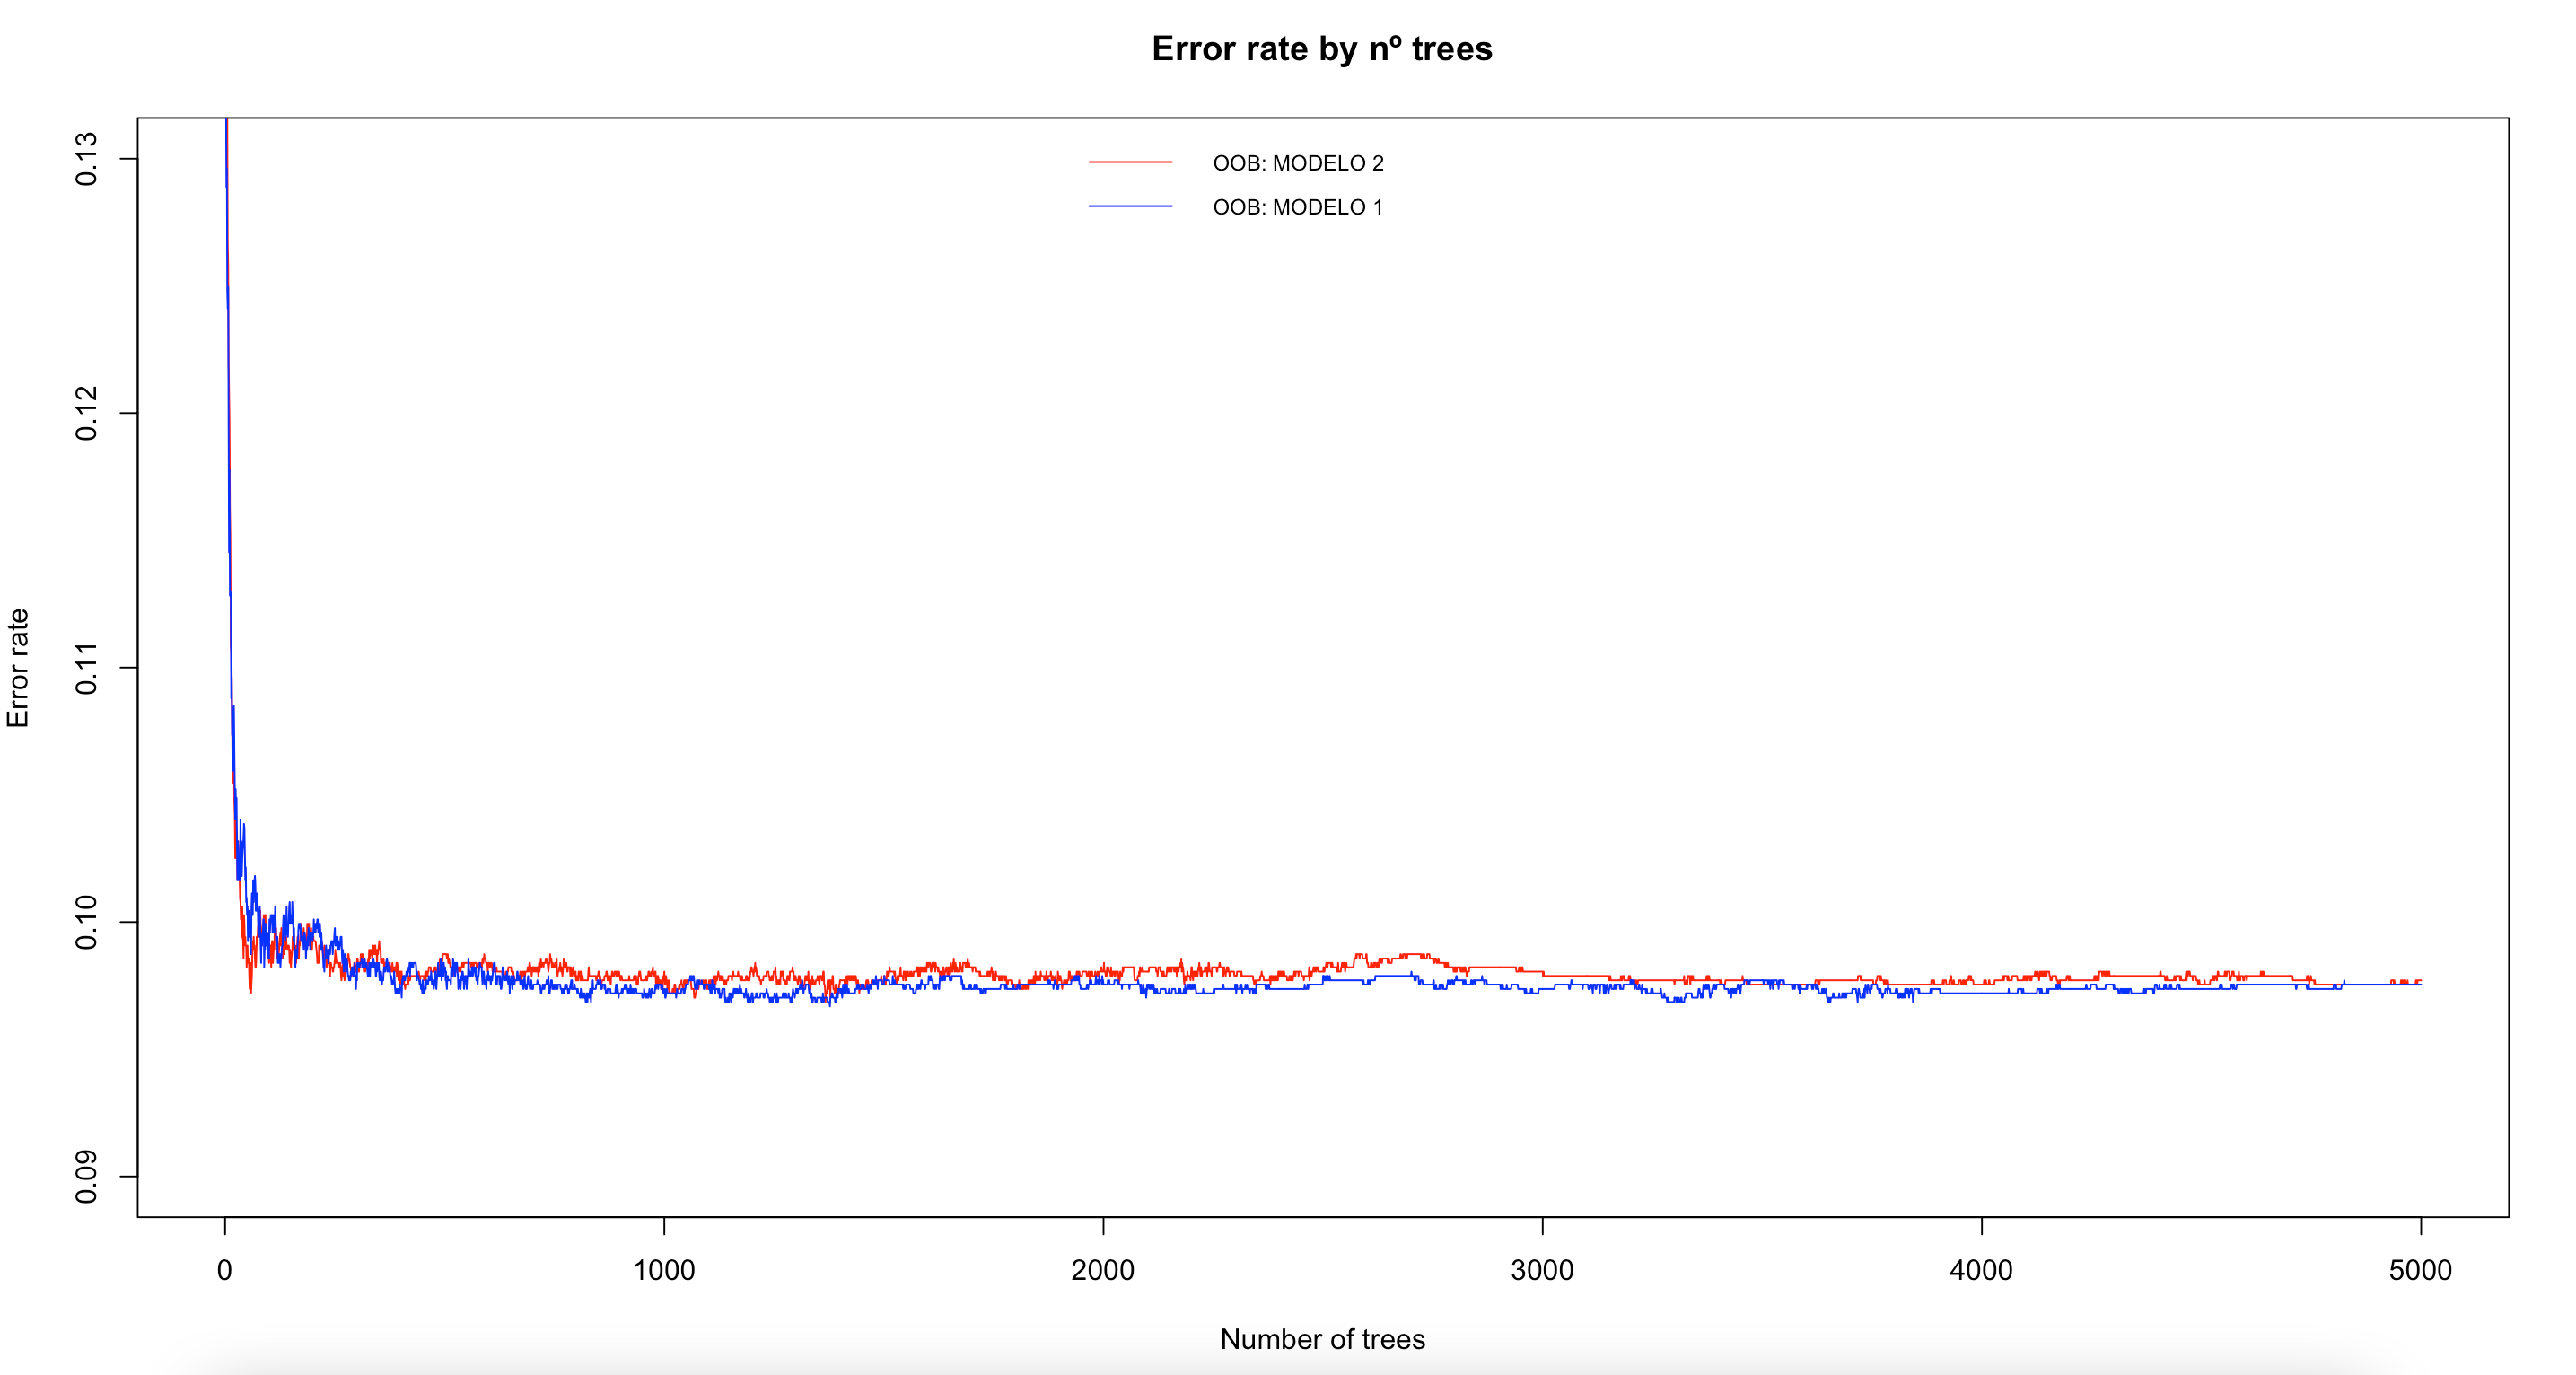 Error rate by nº trees
OOB: MODELO 2
OOB: MODELO 1
Error rate
0.13
0.12
0.11
0.10
0.09
0 1000 2000 3000 4000 5000
Number of trees